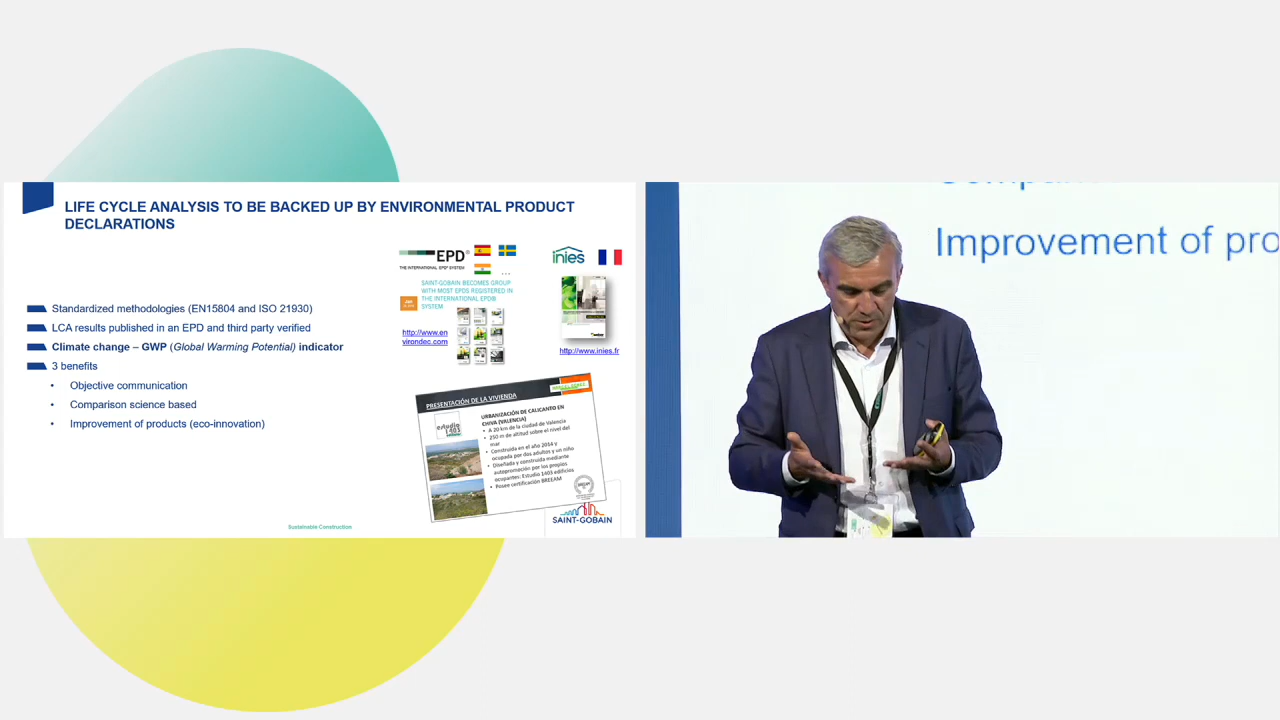 LIFE CYCLE ANALYSIS TO BE BACKED UP BY ENVIRONMENTAL PRODUCT
DECLARATIONS
Standardized methodologies (EN15804 and ISO 21930)
LCA results published in an EPD and third party verified
Climate change – GWP (Global Warming Potential) indicator
3 benefits
• Objective communication
• Comparison science based
• Improvement of products (eco-innovation)
EPD®
THE INTERNATIONAL EPD® SYSTEM
...
SAINT-GOBAIN BECOMES GROUP
WITH MOST EPDS REGISTERED IN
THE INTERNATIONAL EPD®
SYSTEM
http://www.en
virondec.com
inies
http://www.inies.fr
PRESENTACIÓN DE LA VIVIENDA
estudio
1403
URBANIZACIÓN DE CALICANTO EN
CHIVA (VALENCIA)
• A 20 km de la ciudad de Valencia
• 250 m de altitud sobre el nivel del
mar
• Construida en el año 2014 y
ocupada por dos adultos y un niño
• Diseñada y construida mediante
autopromoción por los propios
ocupantes: Estudio 1403 edificios
• Posee certificación BREEAM
SAINT-GOBAIN
Sustainable Construction
Improvement of pro